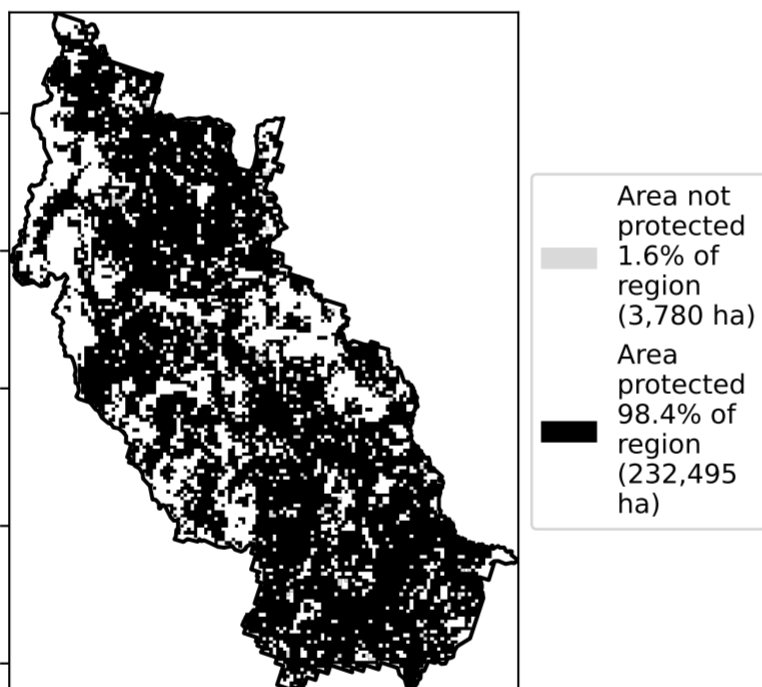 Area not
protected
1.6% of
region
(3,780 ha)
Area
protected
98.4% of
region
(232,495
ha)